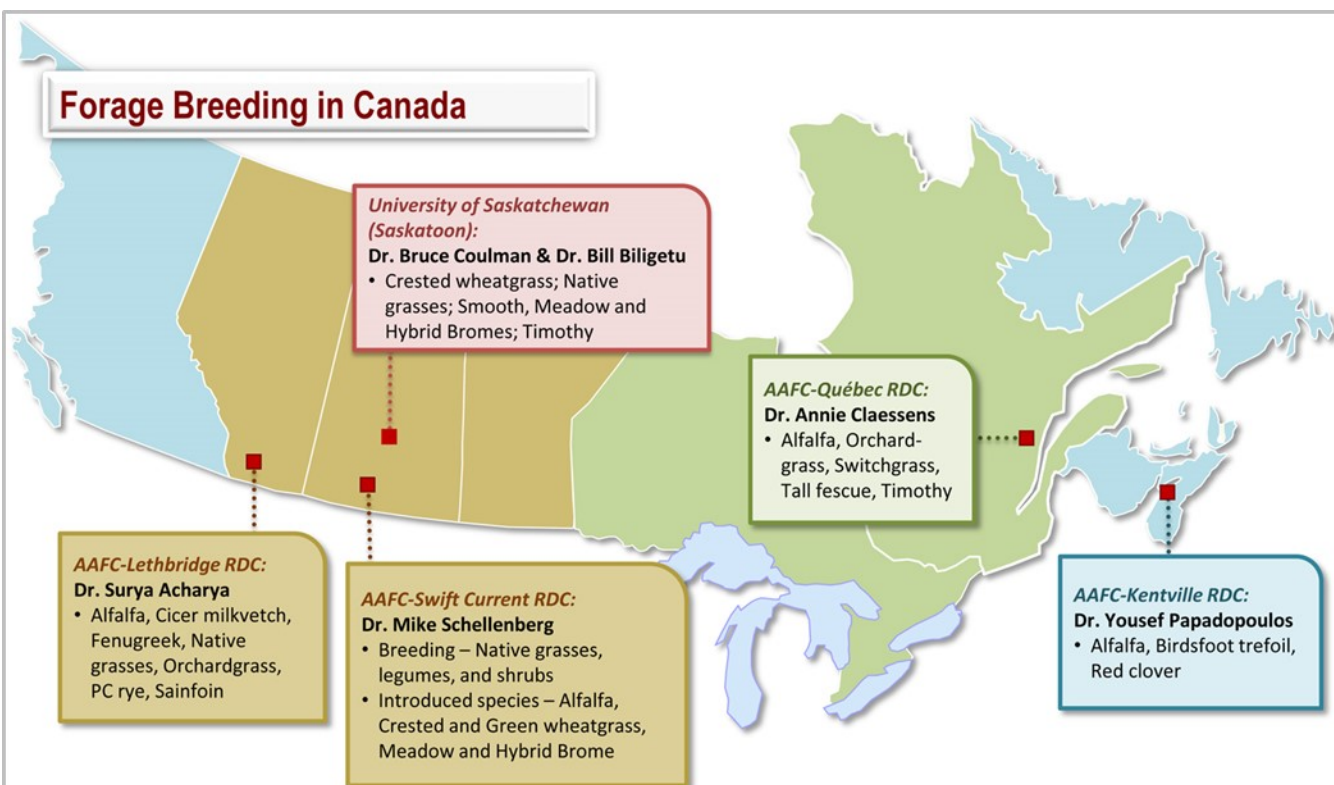 Forage Breeding in Canada
University of Saskatchewan
(Saskatoon):
Dr. Bruce Coulman & Dr. Bill Biligetu
• Crested wheatgrass; Native
grasses; Smooth, Meadow and
Hybrid Bromes; Timothy
AAFC-Québec RDC:
Dr. Annie Claessens
• Alfalfa, Orchard-
grass, Switchgrass,
Tall fescue, Timothy
AAFC-Lethbridge RDC:
Dr. Surya Acharya
• Alfalfa, Cicer milkvetch,
Fenugreek, Native
grasses, Orchardgrass,
PC rye, Sainfoin
AAFC-Swift Current RDC:
Dr. Mike Schellenberg
• Breeding – Native grasses,
legumes, and shrubs
• Introduced species – Alfalfa,
Crested and Green wheatgrass,
Meadow and Hybrid Brome
AAFC-Kentville RDC:
Dr. Yousef Papadopoulos
• Alfalfa, Birdsfoot trefoil,
Red clover